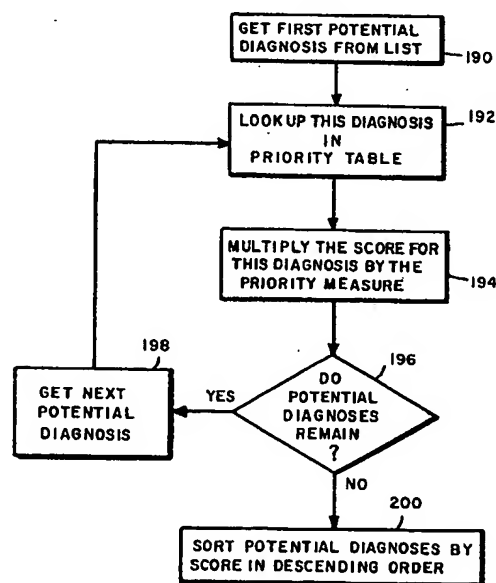 GET FIRST POTENTIAL
DIAGNOSIS FROM LIST
190
LOOKUP THIS DIAGNOSIS
IN
PRIORITY TABLE
192
MULTIPLY THE SCORE FOR
THIS DIAGNOSIS BY THE
PRIORITY MEASURE
194
196
DO
POTENTIAL
DIAGNOSES
REMAIN
?
YES
198
GET NEXT
POTENTIAL
DIAGNOSIS
NO
200
SORT POTENTIAL DIAGNOSES BY
SCORE IN DESCENDING ORDER